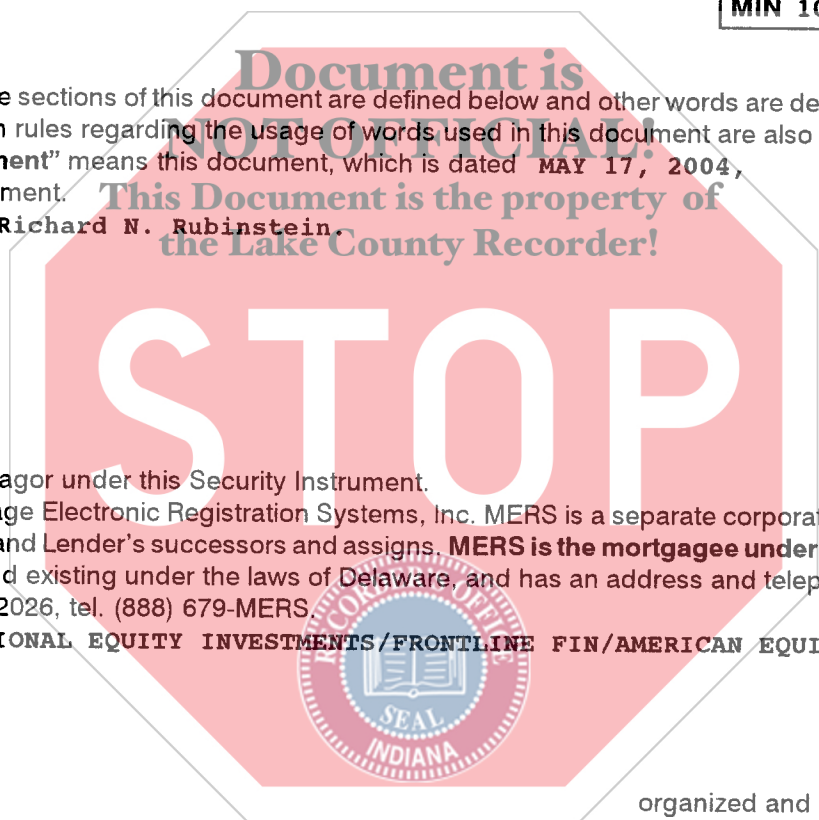 MIN 10
Document is
e sections of this document are defined below and other words are de
n rules regarding the usage of words used in this document are also
NOT OFFICIAL!
ment” means this document, which is dated MAY 17, 2004,
ment.
This Document is the property of
Richard N. Rubinstein.
the Lake County Recorder!
STOP
agor under this Security Instrument.
age Electronic Registration Systems, Inc. MERS is a separate corporat
and Lender’s successors and assigns. MERS is the mortgagee under
d existing under the laws of Delaware, and has an address and telep
2026, tel. (888) 679-MERS.
RECORDER'S OFFICE
IONAL EQUITY INVESTMENTS/FRONTLINE FIN/AMERICAN EQUI
SEAL
INDIANA
organized and